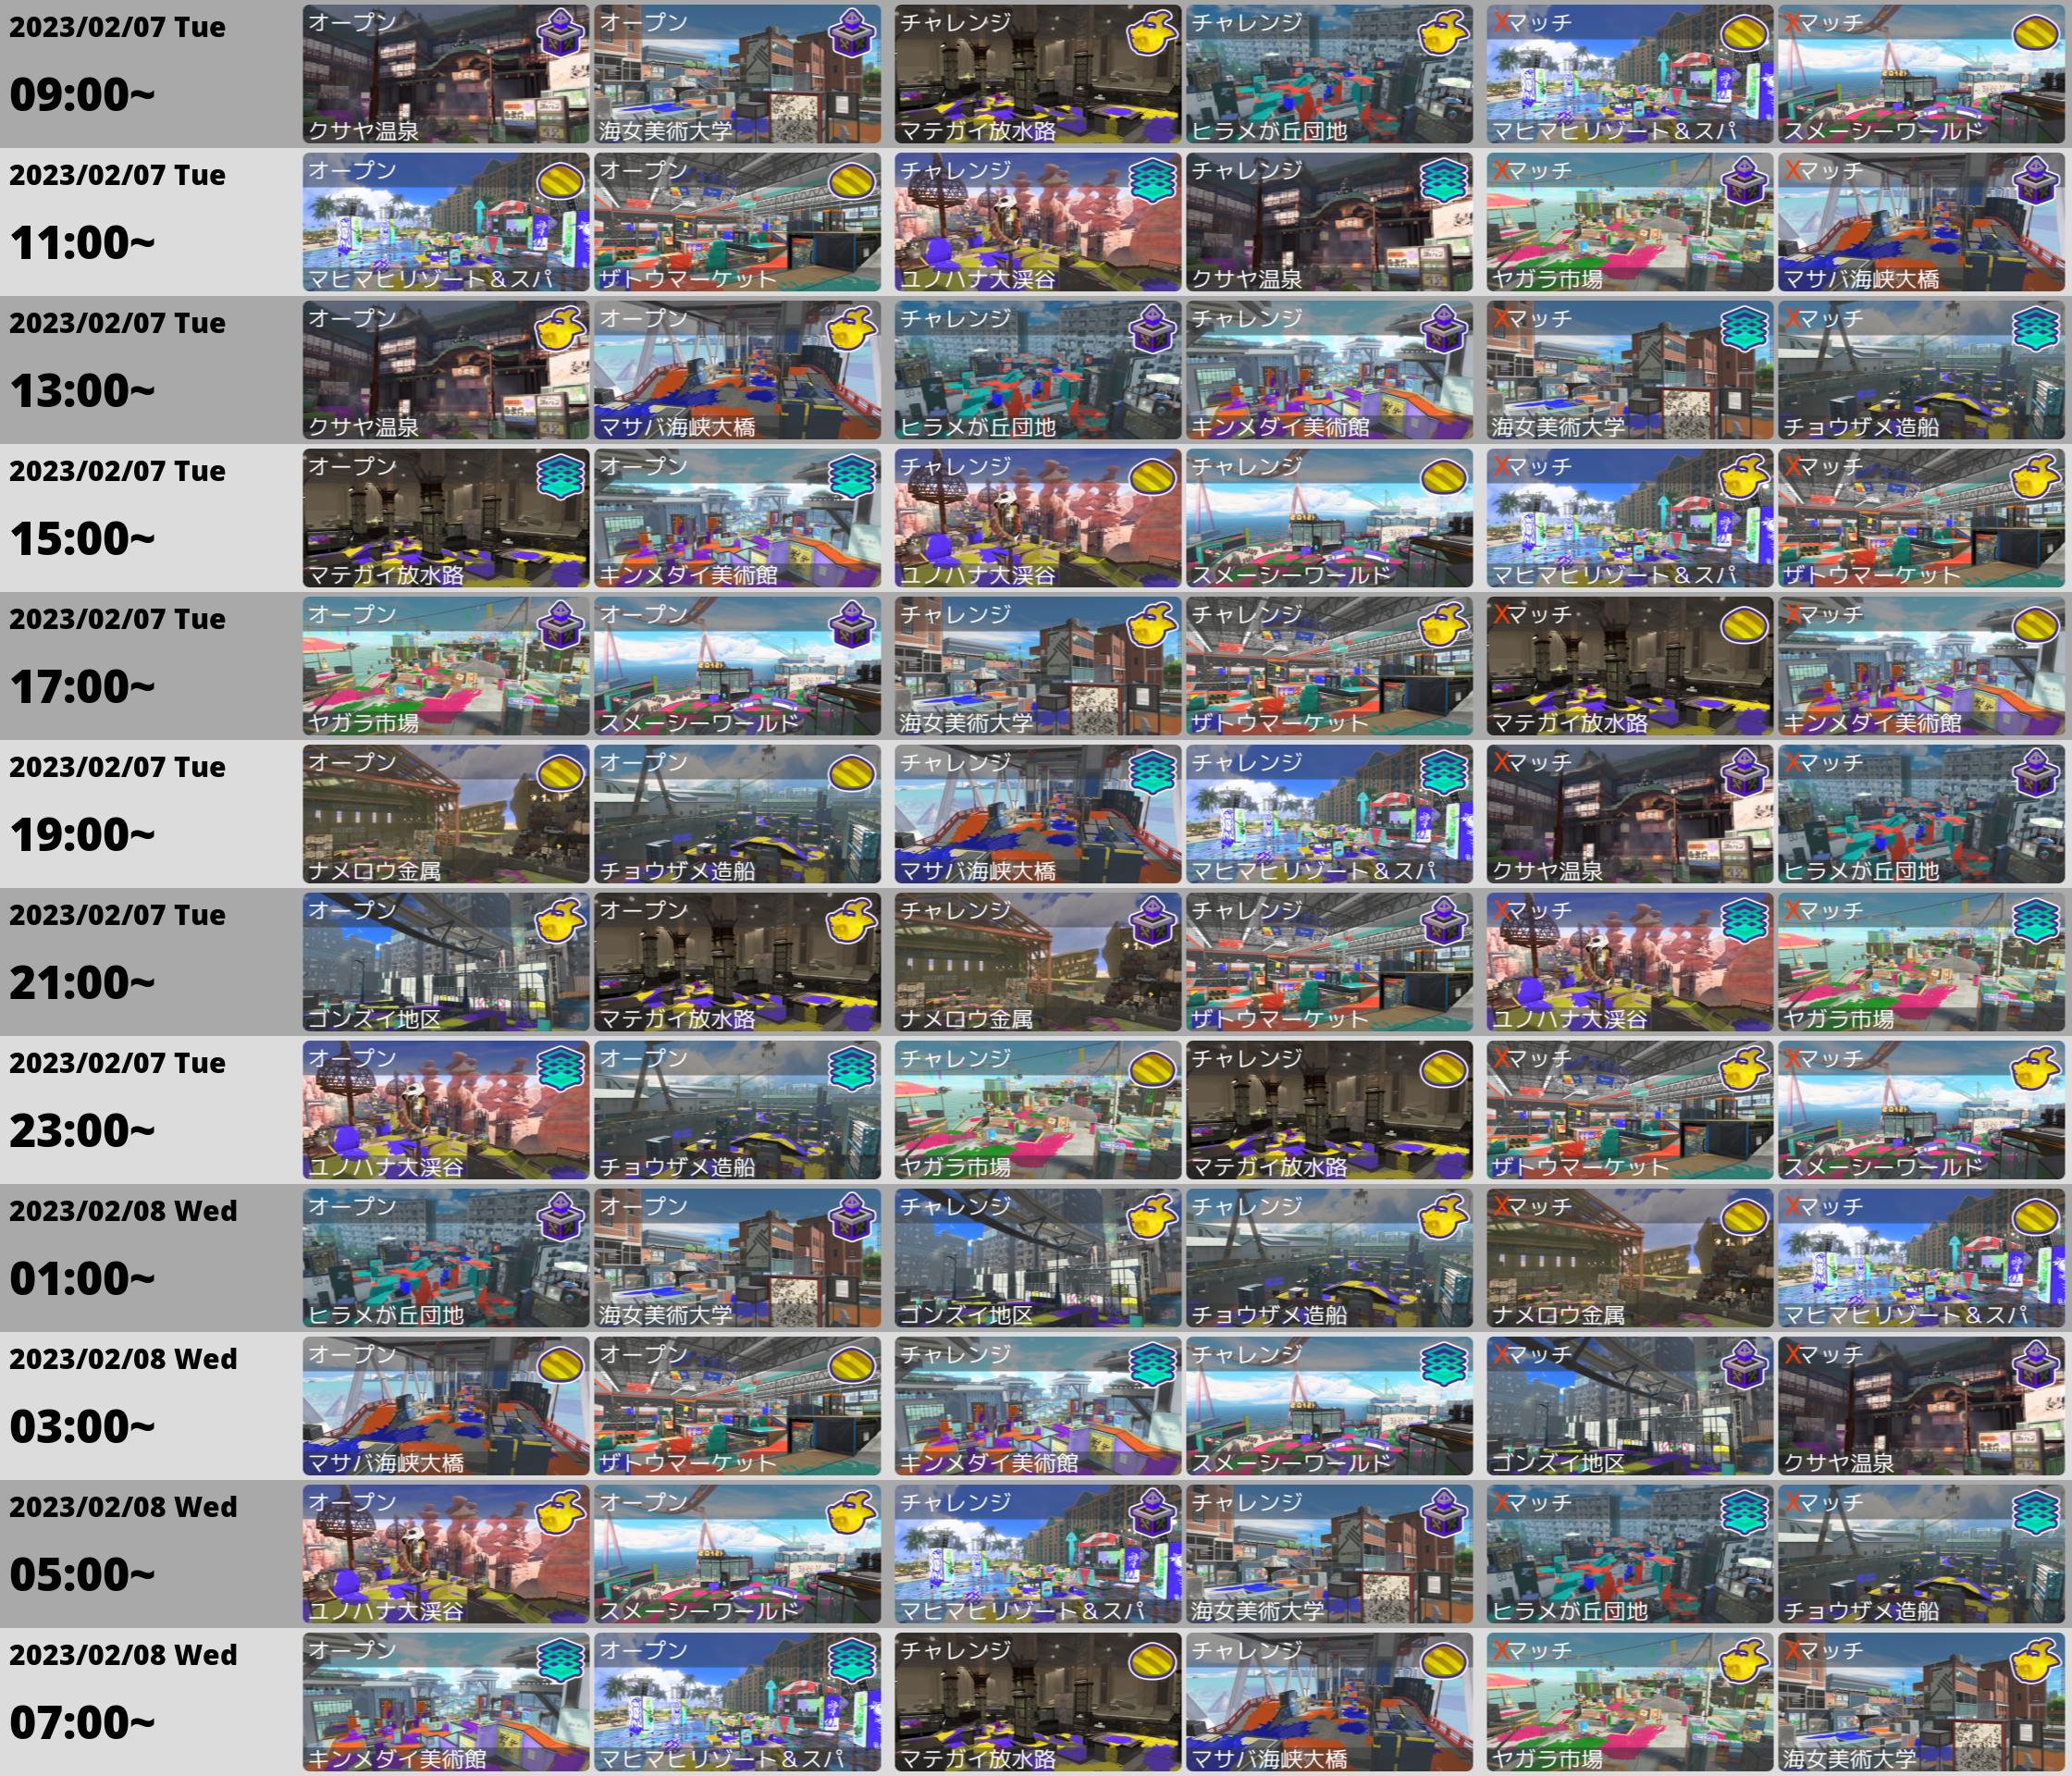 2023/02/07 Tue
09:00~
オープン オープン チャレンジ チャレンジ Xマッチ Xマッチ
クサヤ温泉 海女美術大学 マテガイ放水路 ヒラメが丘団地 マヒマヒリゾート＆スパ スメーシーワールド
2023/02/07 Tue
11:00~
オープン オープン チャレンジ チャレンジ Xマッチ Xマッチ
マヒマヒリゾート＆スパ ザトウマーケット ユノハナ大渓谷 クサヤ温泉 ヤガラ市場 マサバ海峡大橋
2023/02/07 Tue
13:00~
オープン オープン チャレンジ チャレンジ Xマッチ Xマッチ
クサヤ温泉 マサバ海峡大橋 ヒラメが丘団地 キンメダイ美術館 海女美術大学 チョウザメ造船
2023/02/07 Tue
15:00~
オープン オープン チャレンジ チャレンジ Xマッチ Xマッチ
マテガイ放水路 キンメダイ美術館 ユノハナ大渓谷 スメーシーワールド マヒマヒリゾート＆スパ ザトウマーケット
2023/02/07 Tue
17:00~
オープン オープン チャレンジ チャレンジ Xマッチ Xマッチ
ヤガラ市場 スメーシーワールド 海女美術大学 ザトウマーケット マテガイ放水路 キンメダイ美術館
2023/02/07 Tue
19:00~
オープン オープン チャレンジ チャレンジ Xマッチ Xマッチ
ナメロウ金属 チョウザメ造船 マサバ海峡大橋 マヒマヒリゾート＆スパ クサヤ温泉 ヒラメが丘団地
2023/02/07 Tue
21:00~
オープン オープン チャレンジ チャレンジ Xマッチ Xマッチ
ゴンズイ地区 マテガイ放水路 ナメロウ金属 ザトウマーケット ユノハナ大渓谷 ヤガラ市場
2023/02/07 Tue
23:00~
オープン オープン チャレンジ チャレンジ Xマッチ Xマッチ
ユノハナ大渓谷 チョウザメ造船 ヤガラ市場 マテガイ放水路 ザトウマーケット スメーシーワールド
2023/02/08 Wed
01:00~
オープン オープン チャレンジ チャレンジ Xマッチ Xマッチ
ヒラメが丘団地 海女美術大学 ゴンズイ地区 チョウザメ造船 ナメロウ金属 マヒマヒリゾート＆スパ
2023/02/08 Wed
03:00~
オープン オープン チャレンジ チャレンジ Xマッチ Xマッチ
マサバ海峡大橋 ザトウマーケット キンメダイ美術館 スメーシーワールド ゴンズイ地区 クサヤ温泉
2023/02/08 Wed
05:00~
オープン オープン チャレンジ チャレンジ Xマッチ Xマッチ
ユノハナ大渓谷 スメーシーワールド マヒマヒリゾート＆スパ 海女美術大学 ヒラメが丘団地 チョウザメ造船
2023/02/08 Wed
07:00~
オープン オープン チャレンジ チャレンジ Xマッチ Xマッチ
キンメダイ美術館 マヒマヒリゾート＆スパ マテガイ放水路 マサバ海峡大橋 ヤガラ市場 海女美術大学